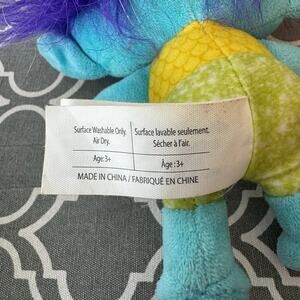 Surface Washable Only.
Air Dry.
Surface lavable seulement.
Sécher à l'air.
Age: 3+
Âge : 3+
MADE IN CHINA / FABRIQUÉ EN CHINE